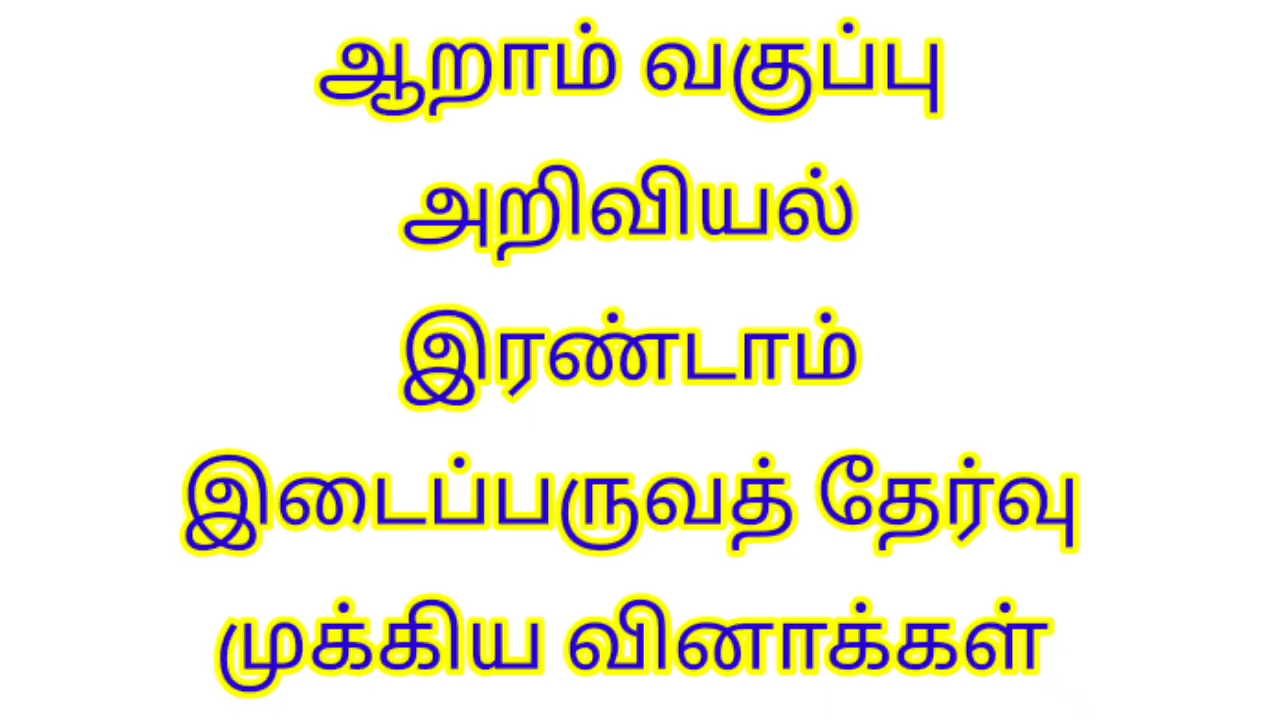 ஆறாம் வகுப்பு
அறிவியல்
இரண்டாம்
இடைப்பருவத் தேர்வு
முக்கிய வினாக்கள்